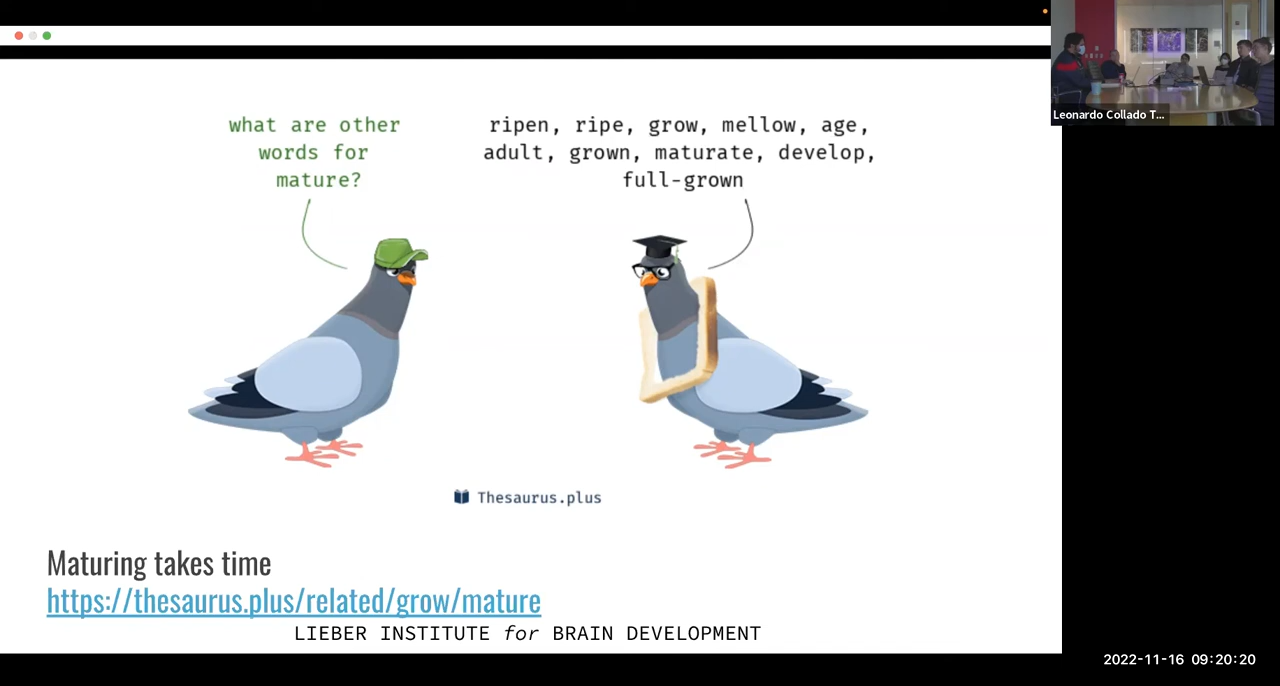 Leonardo Collado T...
what are other
words for
mature?
ripen, ripe, grow, mellow, age,
adult, grown, maturate, develop,
full-grown
Thesaurus.plus
Maturing takes time
https://thesaurus.plus/related/grow/mature
LIEBER INSTITUTE for BRAIN DEVELOPMENT
2022-11-16 09:20:20